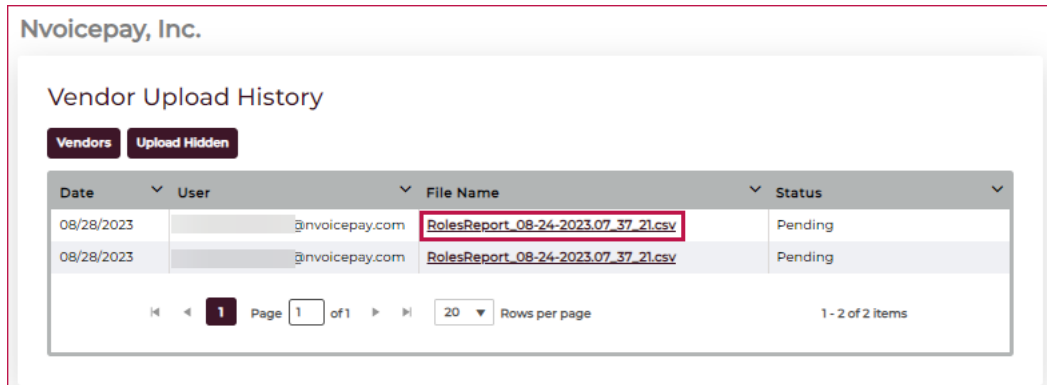 Nvoicepay, Inc.
Vendor Upload History
Vendors Upload Hidden
Date User File Name Status
08/28/2023 @nvoicepay.com RolesReport_08-24-2023.07_37_21.csv Pending
08/28/2023 @nvoicepay.com RolesReport_08-24-2023.07_37_21.csv Pending
1 Page 1 of 1 20 Rows per page 1 - 2 of 2 items